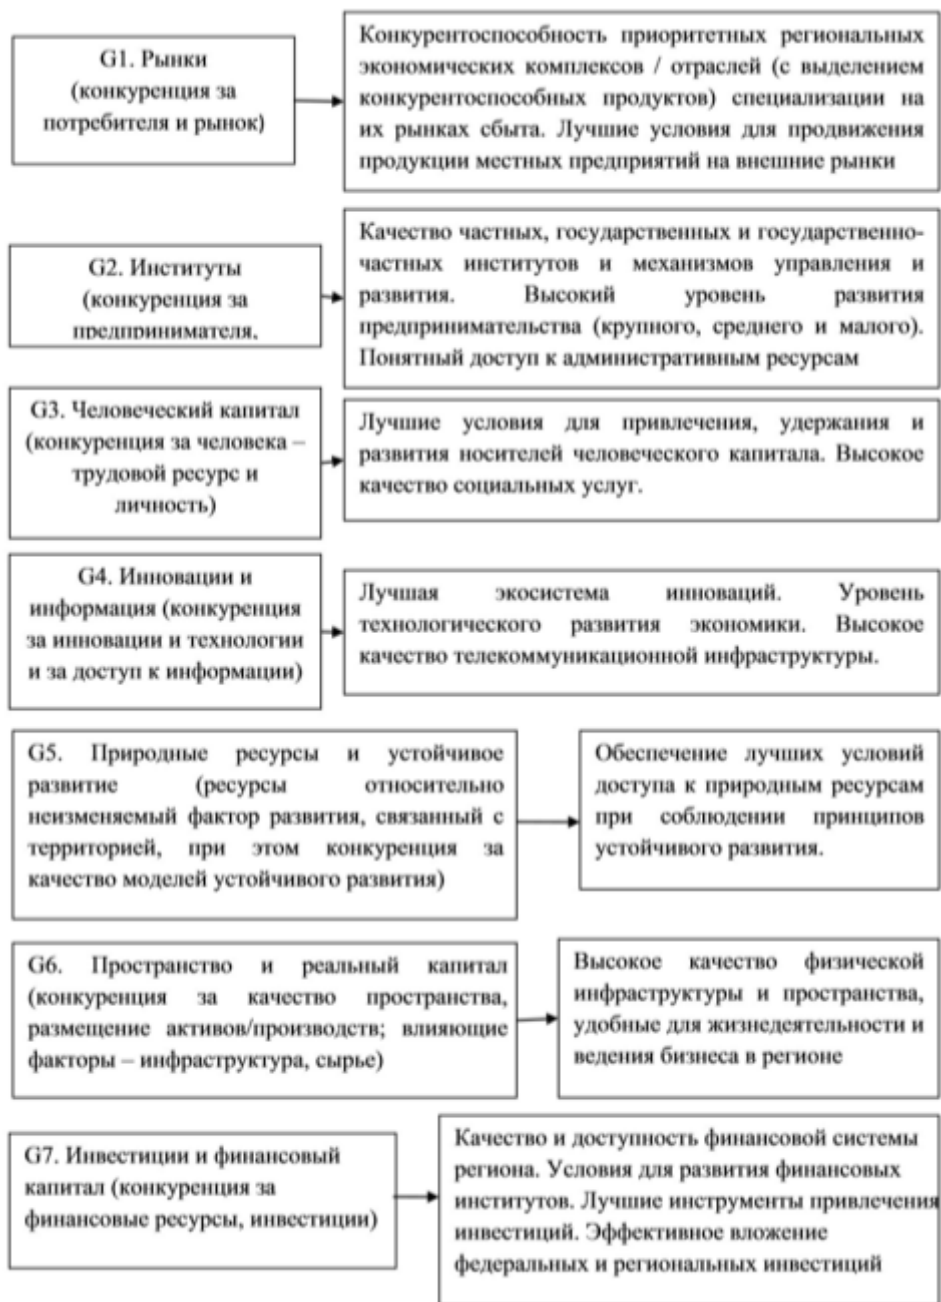 G1. Рынки
(конкуренция за
потребителя и рынок)
Конкурентоспособность приоритетных региональных
экономических комплексов / отраслей (с выделением
конкурентоспособных продуктов) специализации на
их рынках сбыта. Лучшие условия для продвижения
продукции местных предприятий на внешние рынки
G2. Институты
(конкуренция за
предпринимателя,
Качество частных, государственных и государственно-
частных институтов и механизмов управления и
развития. Высокий уровень развития
предпринимательства (крупного, среднего и малого).
Понятный доступ к административным ресурсам
G3. Человеческий капитал
(конкуренция за человека –
трудовой ресурс и
личность)
Лучшие условия для привлечения, удержания и
развития носителей человеческого капитала. Высокое
качество социальных услуг.
G4. Инновации и
информация (конкуренция
за инновации и технологии
и за доступ к информации)
Лучшая экосистема инноваций. Уровень
технологического развития экономики. Высокое
качество телекоммуникационной инфраструктуры.
G5. Природные ресурсы и устойчивое
развитие (ресурсы относительно
неизменяемый фактор развития, связанный с
территорией, при этом конкуренция за
качество моделей устойчивого развития)
Обеспечение лучших условий
доступа к природным ресурсам
при соблюдении принципов
устойчивого развития.
G6. Пространство и реальный капитал
(конкуренция за качество пространства,
размещение активов/производств; влияющие
факторы – инфраструктура, сырье)
Высокое качество физической
инфраструктуры и пространства,
удобные для жизнедеятельности и
ведения бизнеса в регионе
G7. Инвестиции и финансовый
капитал (конкуренция за
финансовые ресурсы, инвестиции)
Качество и доступность финансовой системы
региона. Условия для развития финансовых
институтов. Лучшие инструменты привлечения
инвестиций. Эффективное вложение
федеральных и региональных инвестиций